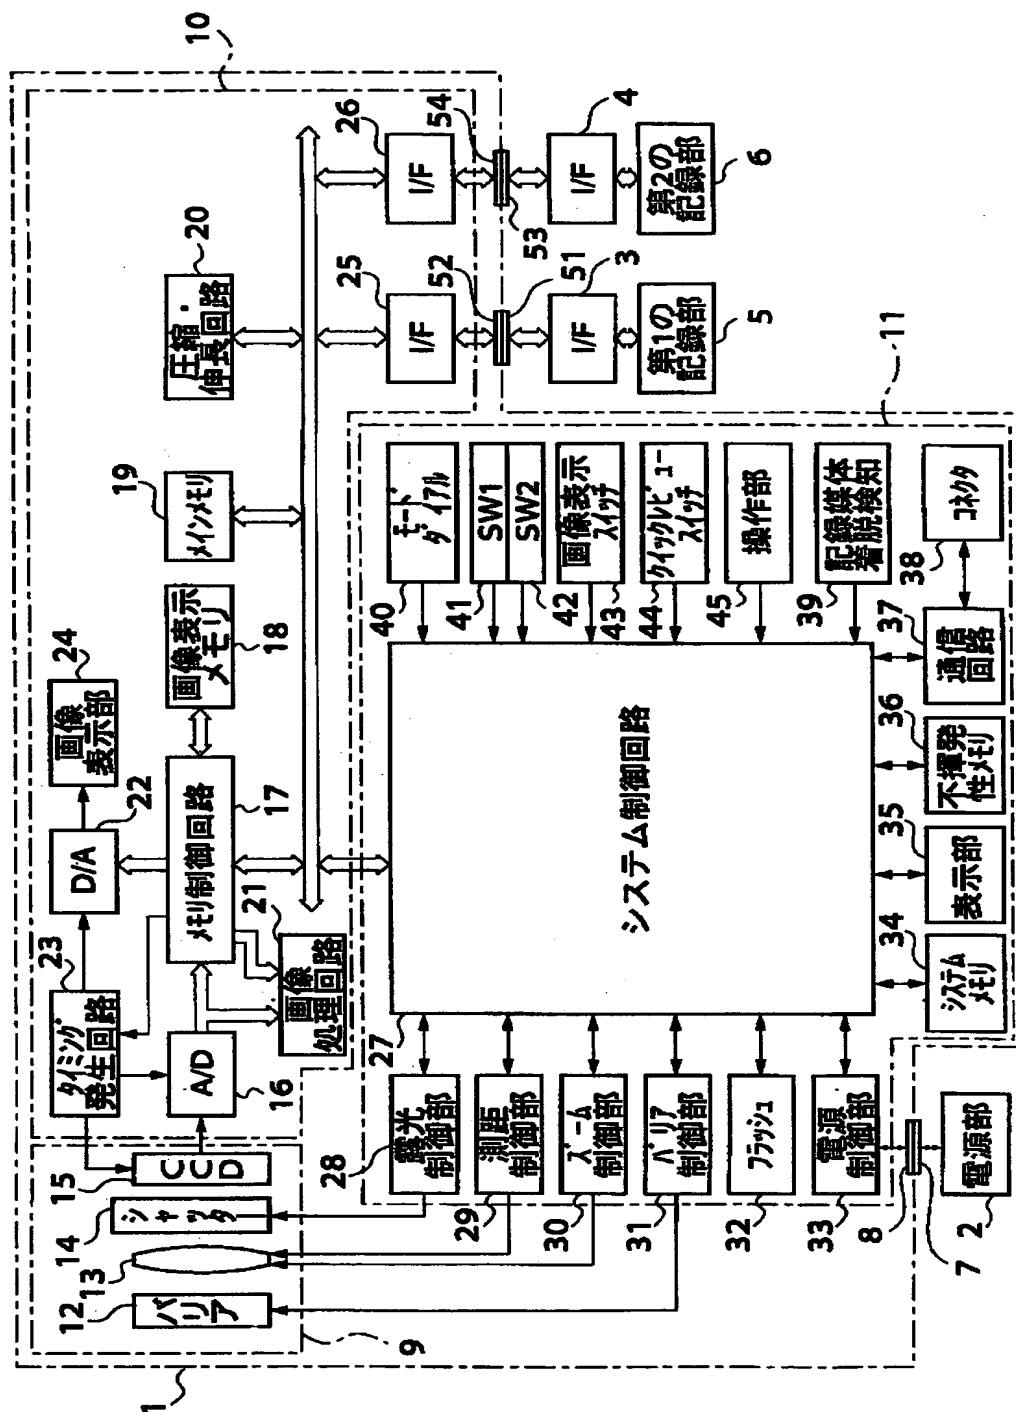 1
9
10
11
バリア
12
13
シャッタ
14
CCD
15
A/D
16
タイミング
発生回路
23
D/A
22
画像
表示部
24
メモリ制御回路
17
画像表示
メモリ
18
メインメモリ
19
圧縮・
伸長回路
20
画像
処理回路
21
I/F
25
I/F
26
52
51
54
53
I/F
3
I/F
4
第1の
記録部
5
第2の
記録部
6
システム制御回路
27
露光
制御部
28
測距
制御部
29
ズーム
制御部
30
バリア
制御部
31
フラッシュ
32
電源
制御部
33
8
7
電源部
2
モード
ダイアル
40
SW1
41
SW2
42
画像表示
スイッチ
43
クイックレビュー
スイッチ
44
操作部
45
記録媒体
着脱検知
39
システム
メモリ
34
表示部
35
不揮発
性メモリ
36
通信
回路
37
コネクタ
38